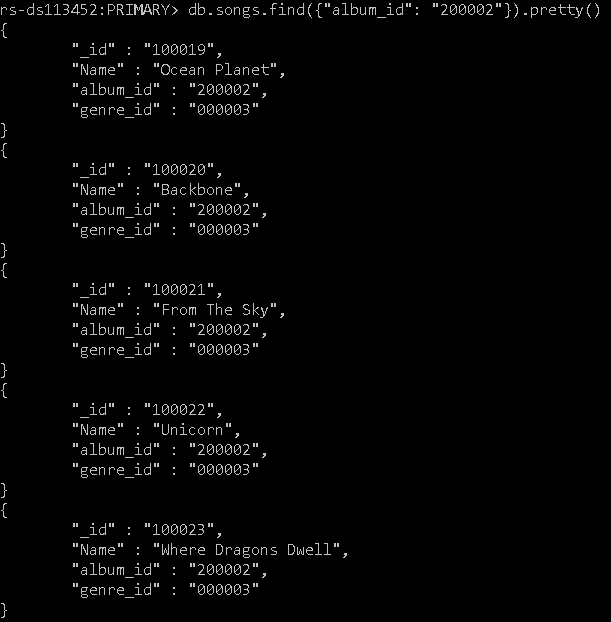 rs-ds113452:PRIMARY> db.songs.find({"album_id": "200002"}).pretty()
{
        "_id" : "100019",
        "Name" : "Ocean Planet",
        "album_id" : "200002",
        "genre_id" : "000003"
}
{
        "_id" : "100020",
        "Name" : "Backbone",
        "album_id" : "200002",
        "genre_id" : "000003"
}
{
        "_id" : "100021",
        "Name" : "From The Sky",
        "album_id" : "200002",
        "genre_id" : "000003"
}
{
        "_id" : "100022",
        "Name" : "Unicorn",
        "album_id" : "200002",
        "genre_id" : "000003"
}
{
        "_id" : "100023",
        "Name" : "Where Dragons Dwell",
        "album_id" : "200002",
        "genre_id" : "000003"
}